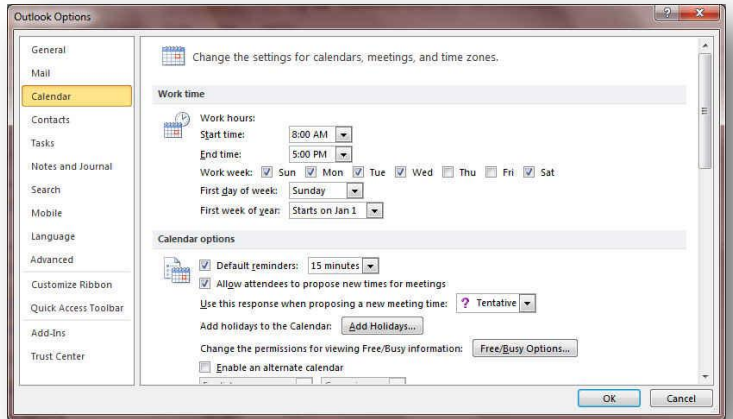 Outlook Options
General
Mail
Calendar
Contacts
Tasks
Notes and Journal
Search
Mobile
Language
Advanced
Customize Ribbon
Quick Access Toolbar
Add-Ins
Trust Center
Change the settings for calendars, meetings, and time zones.
Work time
Work hours:
Start time: 8:00 AM
End time: 5:00 PM
Work week: Sun Mon Tue Wed Thu Fri Sat
First day of week: Sunday
First week of year: Starts on Jan 1
Calendar options
Default reminders: 15 minutes
Allow attendees to propose new times for meetings
Use this response when proposing a new meeting time: ? Tentative
Add holidays to the Calendar: Add Holidays...
Change the permissions for viewing Free/Busy information: Free/Busy Options...
Enable an alternate calendar
OK Cancel